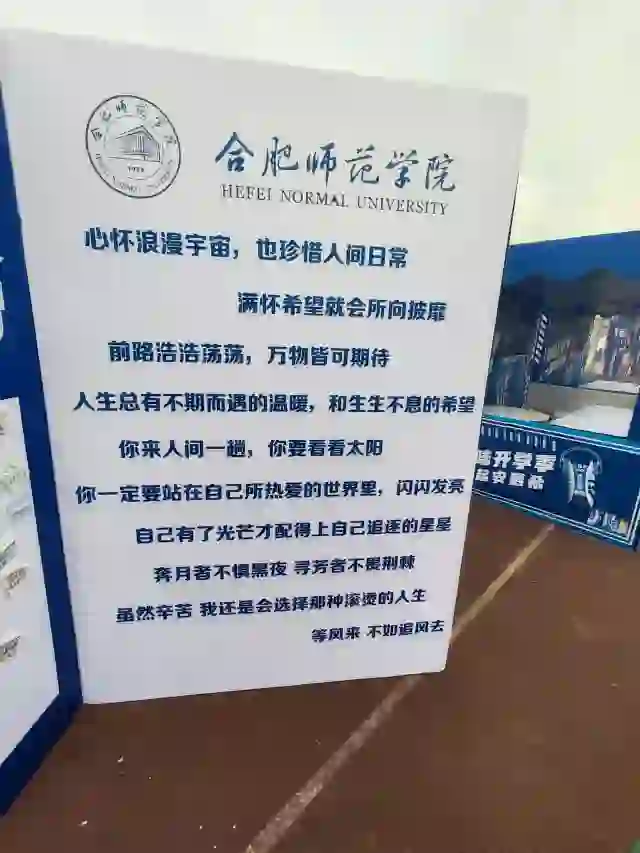 合肥师范学院
HEFEI NORMAL UNIVERSITY
心怀浪漫宇宙，也珍惜人间日常
满怀希望就会所向披靡
前路浩浩荡荡，万物皆可期待
人生总有不期而遇的温暖，和生生不息的希望
你来人间一趟，你要看看太阳
你一定要站在自己所热爱的世界里，闪闪发亮
自己有了光芒才配得上自己追逐的星星
奔月者不惧黑夜 寻芳者不畏荆棘
虽然辛苦 我还是会选择那种滚烫的人生
等风来 不如追风去
开学季